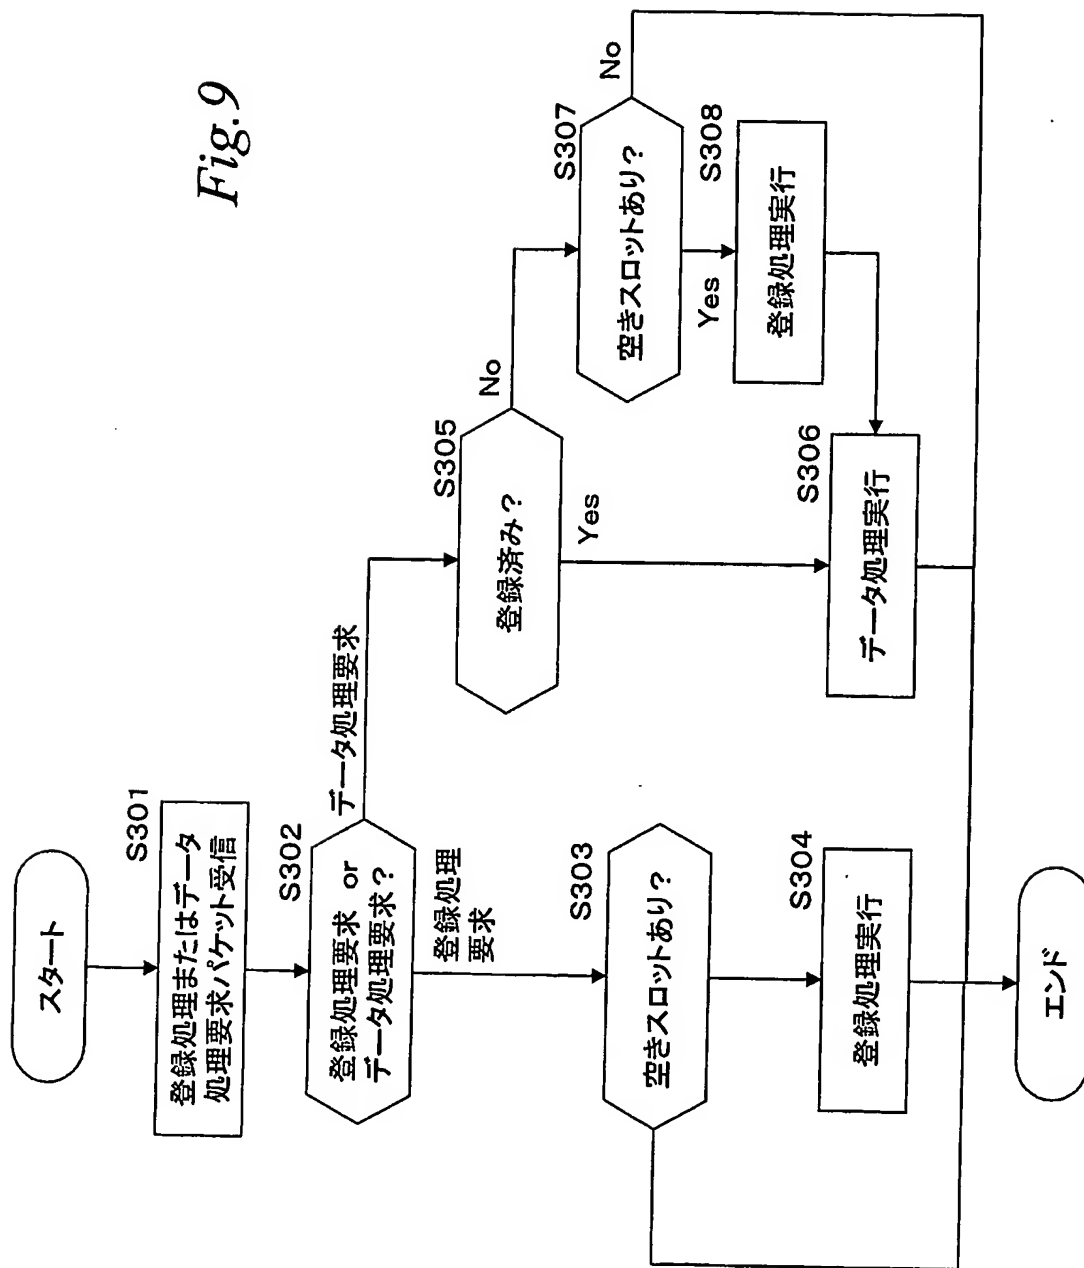 Fig.9
スタート
S301
登録処理またはデータ
処理要求パケット受信
S302
登録処理要求 or
データ処理要求？
データ処理要求
登録処理
要求
S303
空きスロットあり？
S304
登録処理実行
S305
登録済み？
No
Yes
S307
空きスロットあり？
No
Yes
S308
登録処理実行
S306
データ処理実行
エンド